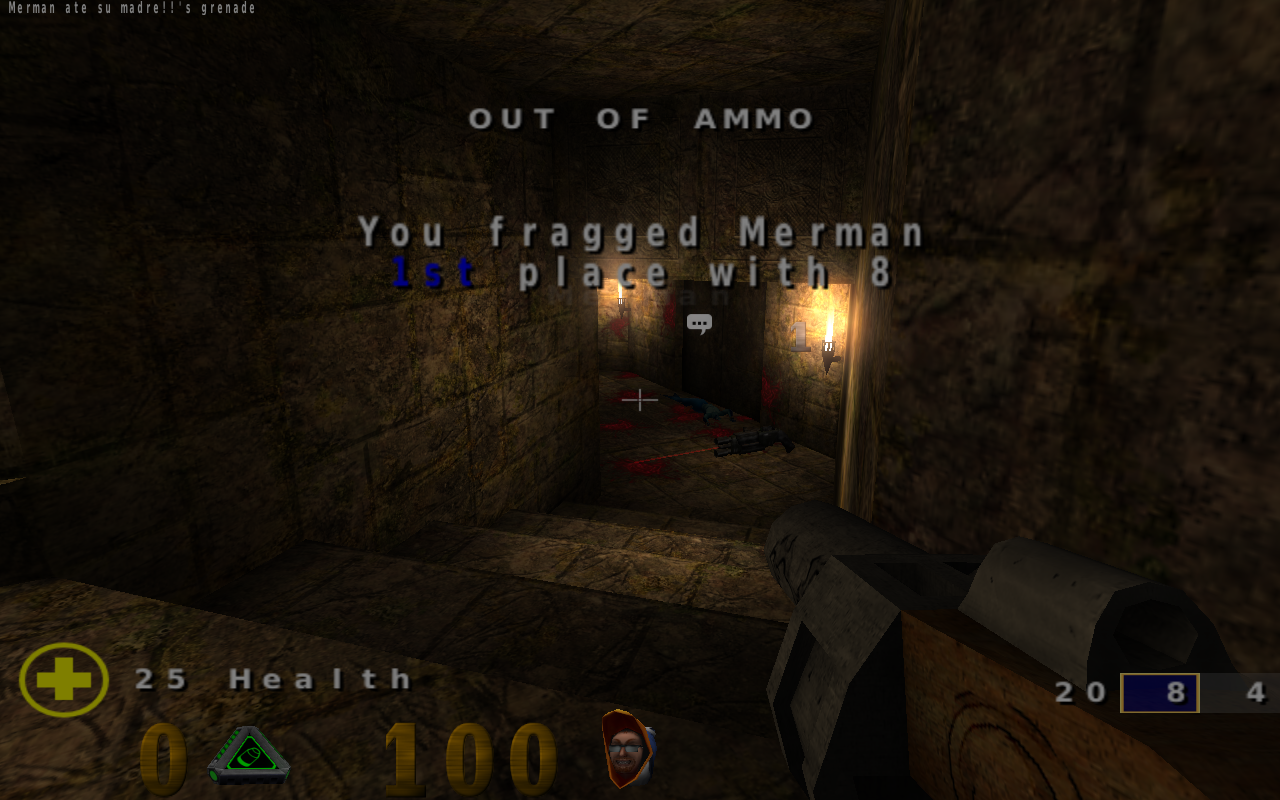 Merman ate su madre!!'s grenade
OUT OF AMMO
You fragged Merman
1st place with 8
25 Health
20 8 4
0 100